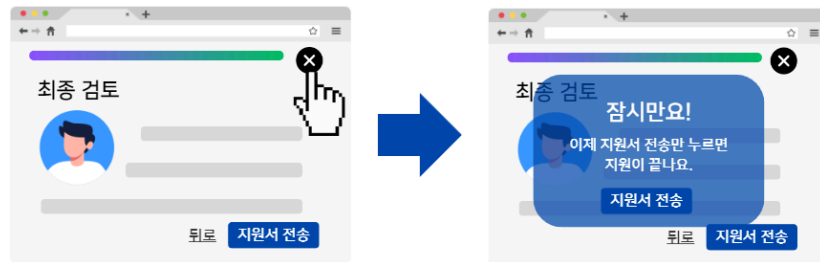 최종 검토
뒤로 지원서 전송
최종 검토
잠시만요!
이제 지원서 전송만 누르면
지원이 끝나요.
지원서 전송
뒤로 지원서 전송